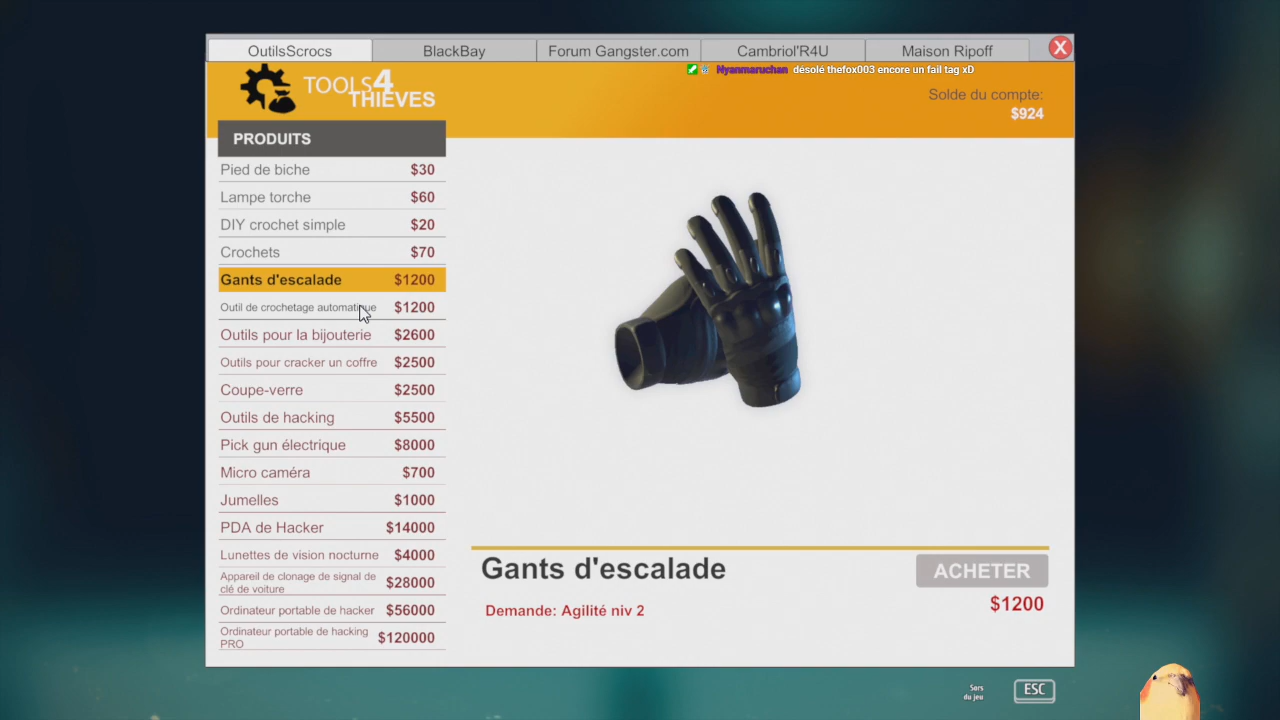 OutilsScrocs
BlackBay
Forum Gangster.com
Cambriol'R4U
Maison Ripoff
X
Nyanmaruchan désolé thefox003 encore un fail tag xD
TOOLS4
THIEVES
Solde du compte:
$924
PRODUITS
Pied de biche $30
Lampe torche $60
DIY crochet simple $20
Crochets $70
Gants d'escalade $1200
Outil de crochetage automatique $1200
Outils pour la bijouterie $2600
Outils pour cracker un coffre $2500
Coupe-verre $2500
Outils de hacking $5500
Pick gun électrique $8000
Micro caméra $700
Jumelles $1000
PDA de Hacker $14000
Lunettes de vision nocturne $4000
Appareil de clonage de signal de
clé de voiture $28000
Ordinateur portable de hacker $56000
Ordinateur portable de hacking
PRO $120000
Gants d'escalade
ACHETER
Demande: Agilité niv 2
$1200
Sors
du jeu
ESC